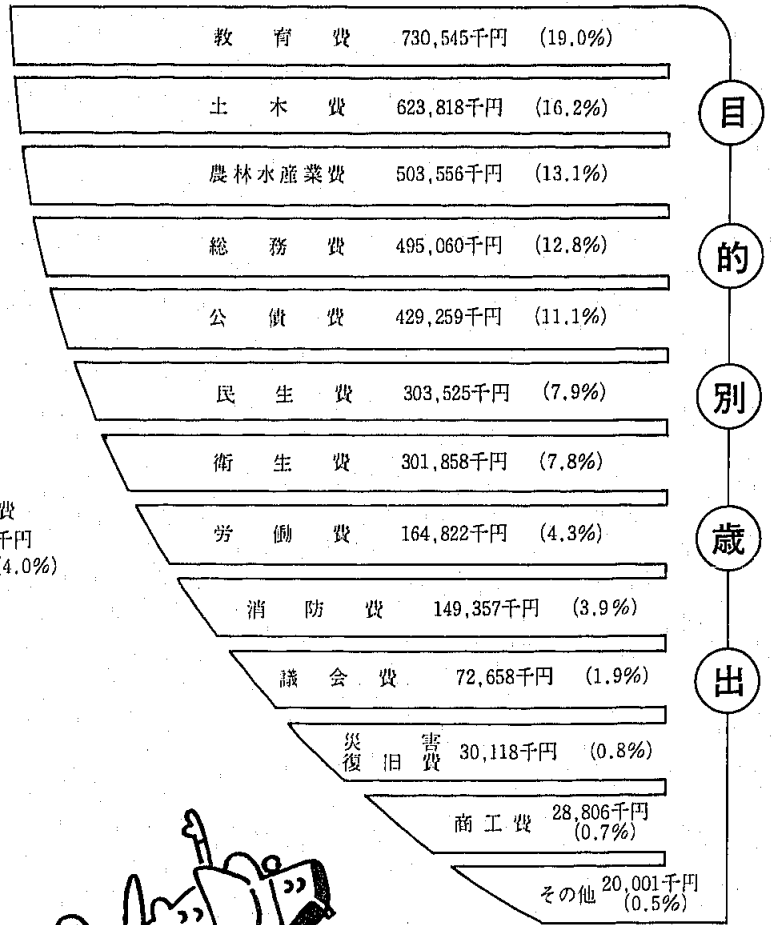 教育費 730,545千円 (19.0%)
土木費 623,818千円 (16.2%)
農林水産業費 503,556千円 (13.1%)
総務費 495,060千円 (12.8%)
公債費 429,259千円 (11.1%)
民生費 303,525千円 (7.9%)
衛生費 301,858千円 (7.8%)
労働費 164,822千円 (4.3%)
消防費 149,357千円 (3.9%)
議会費 72,658千円 (1.9%)
災害
復旧費 30,118千円 (0.8%)
商工費 28,806千円
(0.7%)
その他 20,001千円
(0.5%)
目的別歳出
費
千円
(4.0%)